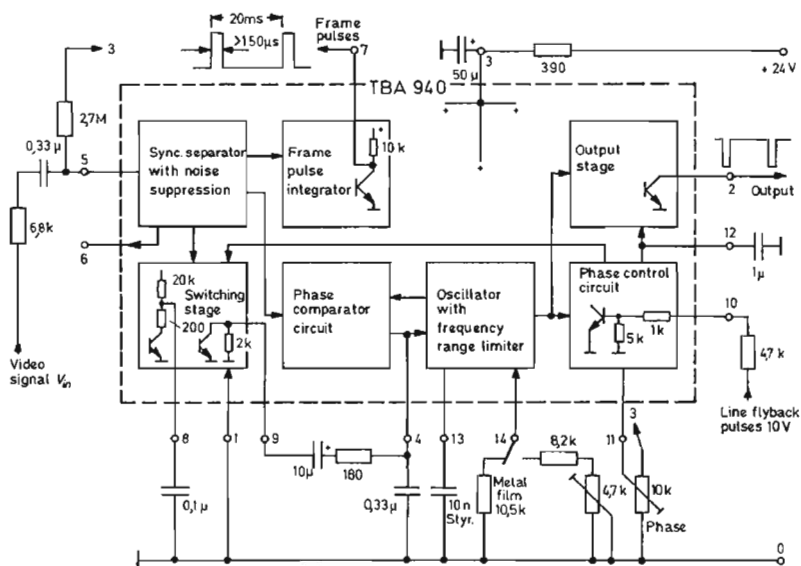 20ms
>150µs
Frame
pulses
7
3
50µ
+
3
390
+24V
TBA 940
2,7M
0,33µ
5
6,8k
6
Video
signal Vin
Sync. separator
with noise
suppression
Frame
pulse
integrator
+
10k
Output
stage
2
Output
12
1µ
20k
Switching
stage
200
2k
Phase
comparator
circuit
Oscillator
with
frequency
range limiter
Phase control
circuit
5k
1k
10
4,7k
Line flyback
pulses 10V
8
1
9
4
13
14
11
3
0,1µ
10µ
+
180
0,33µ
10n
Styr.
Metal
film
10,5k
8,2k
4,7k
10k
Phase
0